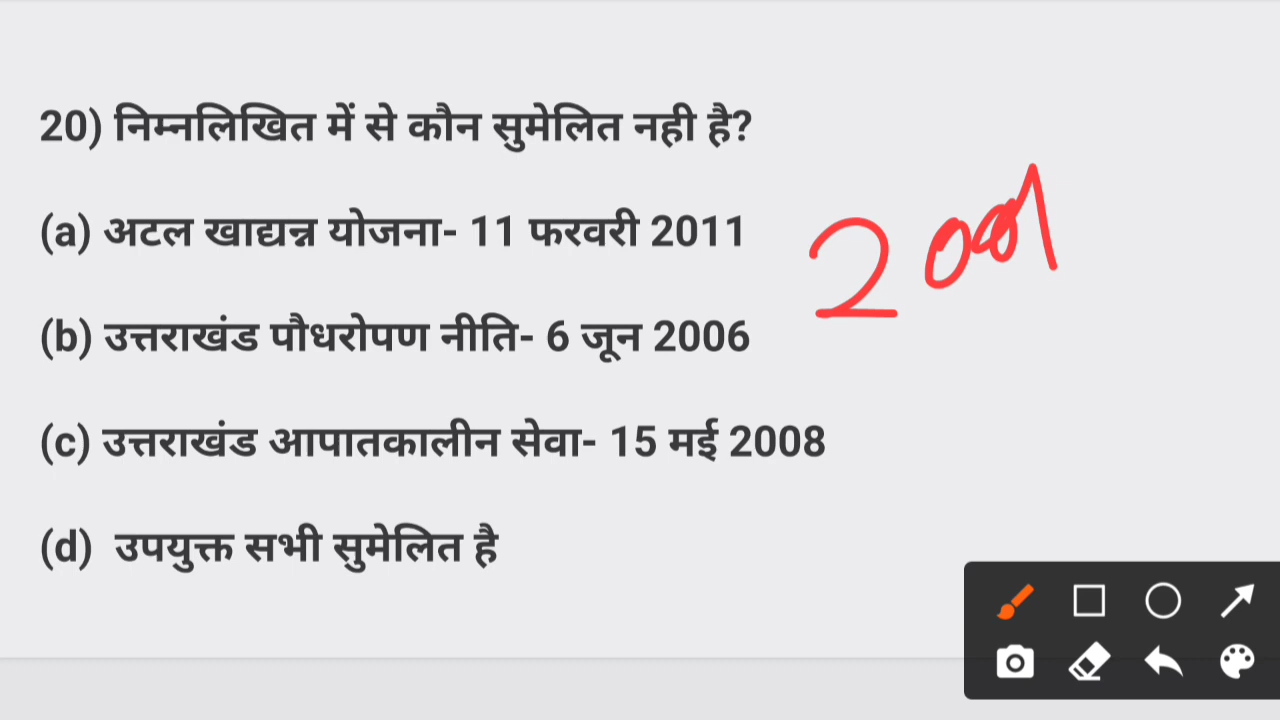 20) निम्नलिखित में से कौन सुमेलित नही है?
(a) अटल खाद्यन्न योजना- 11 फरवरी 2011
(b) उत्तराखंड पौधरोपण नीति- 6 जून 2006
(c) उत्तराखंड आपातकालीन सेवा- 15 मई 2008
(d) उपयुक्त सभी सुमेलित है